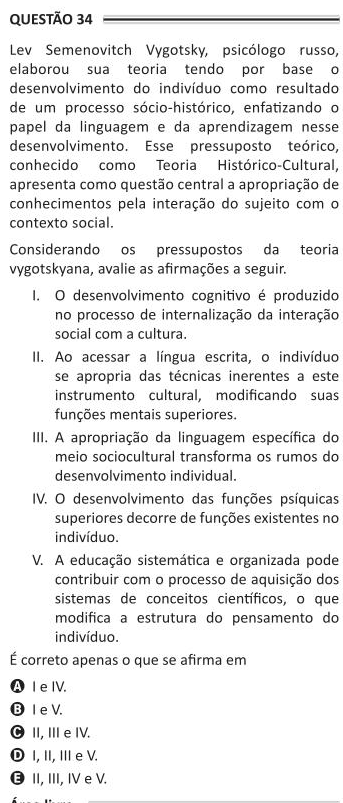 QUESTÃO 34
Lev Semenovitch Vygotsky, psicólogo russo,
elaborou sua teoria tendo por base o
desenvolvimento do indivíduo como resultado
de um processo sócio-histórico, enfatizando o
papel da linguagem e da aprendizagem nesse
desenvolvimento. Esse pressuposto teórico,
conhecido como Teoria Histórico-Cultural,
apresenta como questão central a apropriação de
conhecimentos pela interação do sujeito com o
contexto social.
Considerando os pressupostos da teoria
vygotskyana, avalie as afirmações a seguir.
I. O desenvolvimento cognitivo é produzido
no processo de internalização da interação
social com a cultura.
II. Ao acessar a língua escrita, o indivíduo
se apropria das técnicas inerentes a este
instrumento cultural, modificando suas
funções mentais superiores.
III. A apropriação da linguagem específica do
meio sociocultural transforma os rumos do
desenvolvimento individual.
IV. O desenvolvimento das funções psíquicas
superiores decorre de funções existentes no
indivíduo.
V. A educação sistemática e organizada pode
contribuir com o processo de aquisição dos
sistemas de conceitos científicos, o que
modifica a estrutura do pensamento do
indivíduo.
É correto apenas o que se afirma em
A I e IV.
B I e V.
C II, III e IV.
D I, II, III e V.
E II, III, IV e V.